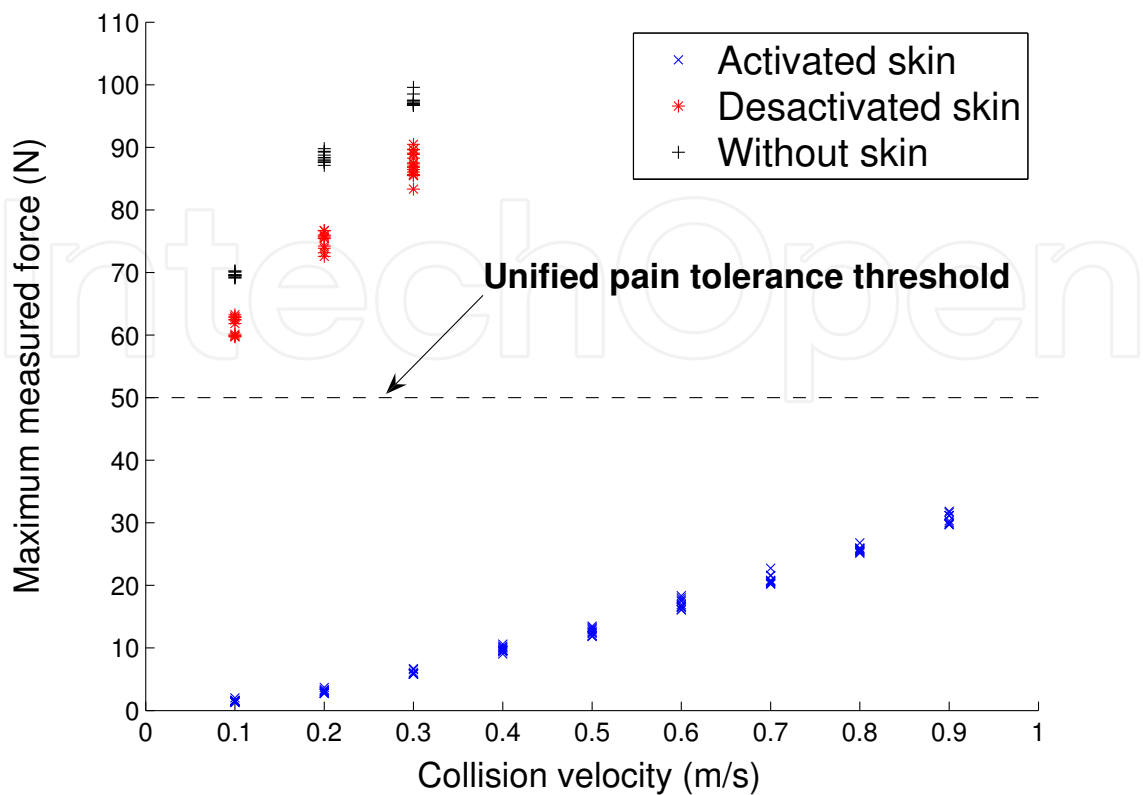 110
100
90
80
70
60
50
40
30
20
10
0
Maximum measured force (N)
Activated skin
Desactivated skin
Without skin
IntechOpen
Unified pain tolerance threshold
0 0.1 0.2 0.3 0.4 0.5 0.6 0.7 0.8 0.9 1
Collision velocity (m/s)